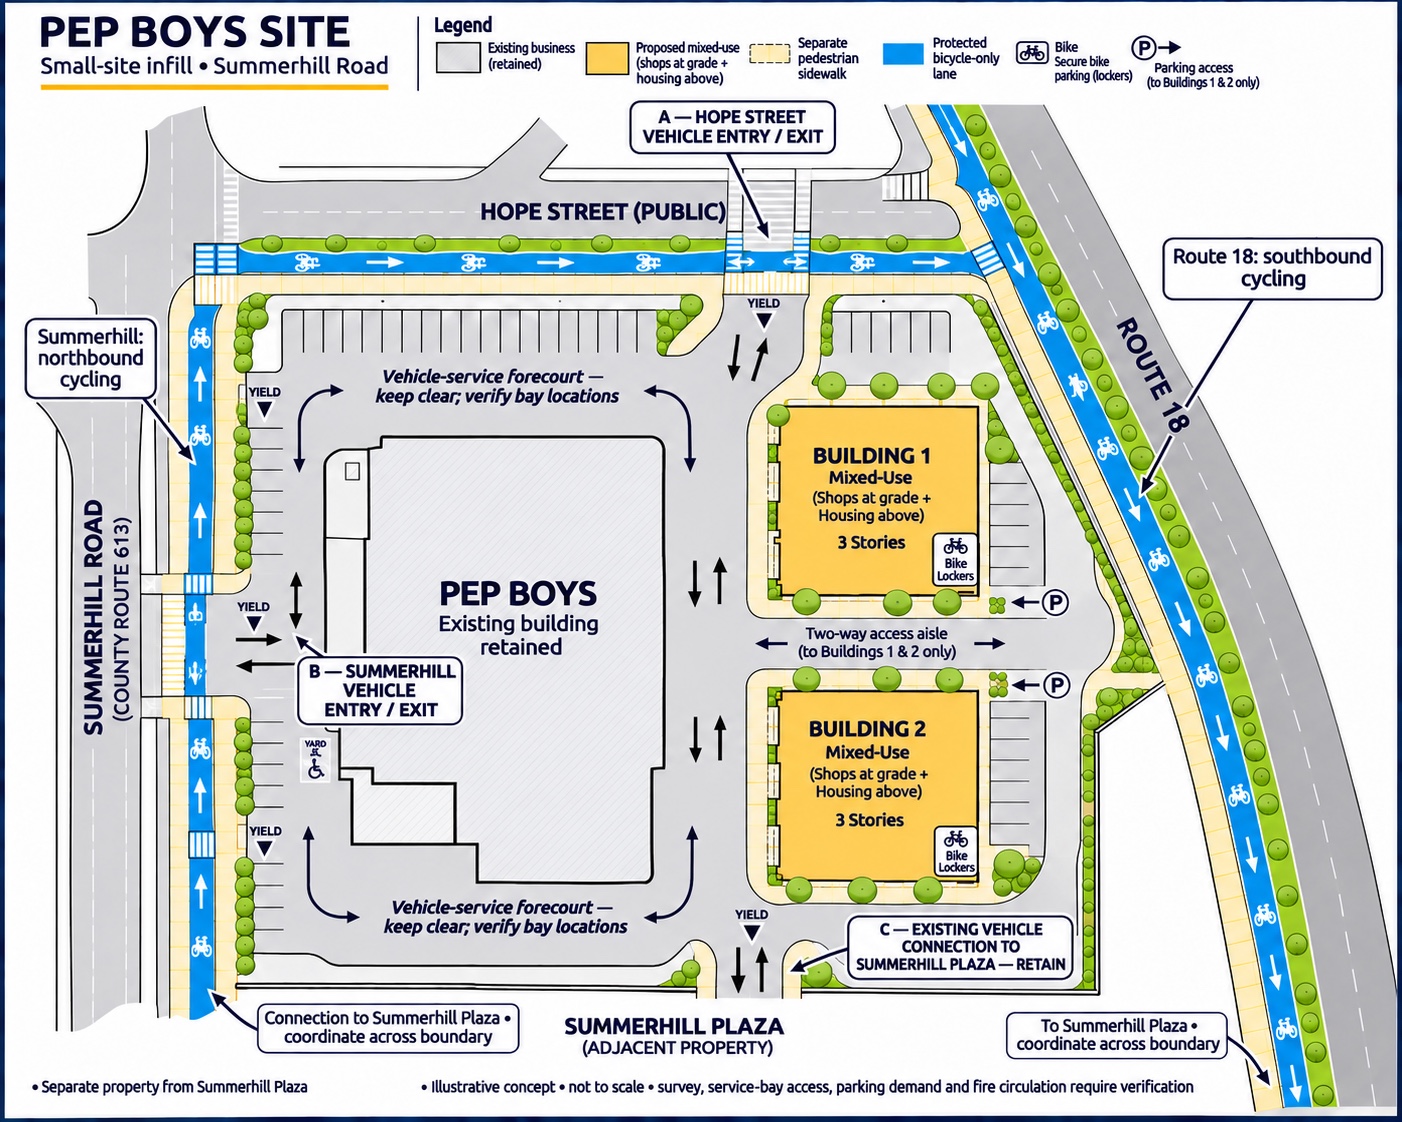 PEP BOYS SITE
Small-site infill • Summerhill Road
Legend
Existing business
(retained)
Proposed mixed-use
(shops at grade +
housing above)
Separate
pedestrian
sidewalk
Protected
bicycle-only
lane
Bike
Secure bike
parking (lockers)
P
Parking access
(to Buildings 1 & 2 only)
A — HOPE STREET
VEHICLE ENTRY / EXIT
HOPE STREET (PUBLIC)
Route 18: southbound
cycling
ROUTE 18
Summerhill:
northbound
cycling
YIELD
YIELD
Vehicle-service forecourt —
keep clear; verify bay locations
BUILDING 1
Mixed-Use
(Shops at grade +
Housing above)
3 Stories
Bike
Lockers
SUMMERHILL ROAD
(COUNTY ROUTE 613)
YIELD
PEP BOYS
Existing building
retained
P
Two-way access aisle
(to Buildings 1 & 2 only)
B — SUMMERHILL
VEHICLE
ENTRY / EXIT
P
YARD
BUILDING 2
Mixed-Use
(Shops at grade +
Housing above)
3 Stories
Bike
Lockers
YIELD
Vehicle-service forecourt —
keep clear; verify bay locations
YIELD
C — EXISTING VEHICLE
CONNECTION TO
SUMMERHILL PLAZA — RETAIN
Connection to Summerhill Plaza •
coordinate across boundary
SUMMERHILL PLAZA
(ADJACENT PROPERTY)
To Summerhill Plaza •
coordinate across boundary
• Separate property from Summerhill Plaza
• Illustrative concept • not to scale • survey, service-bay access, parking demand and fire circulation require verification